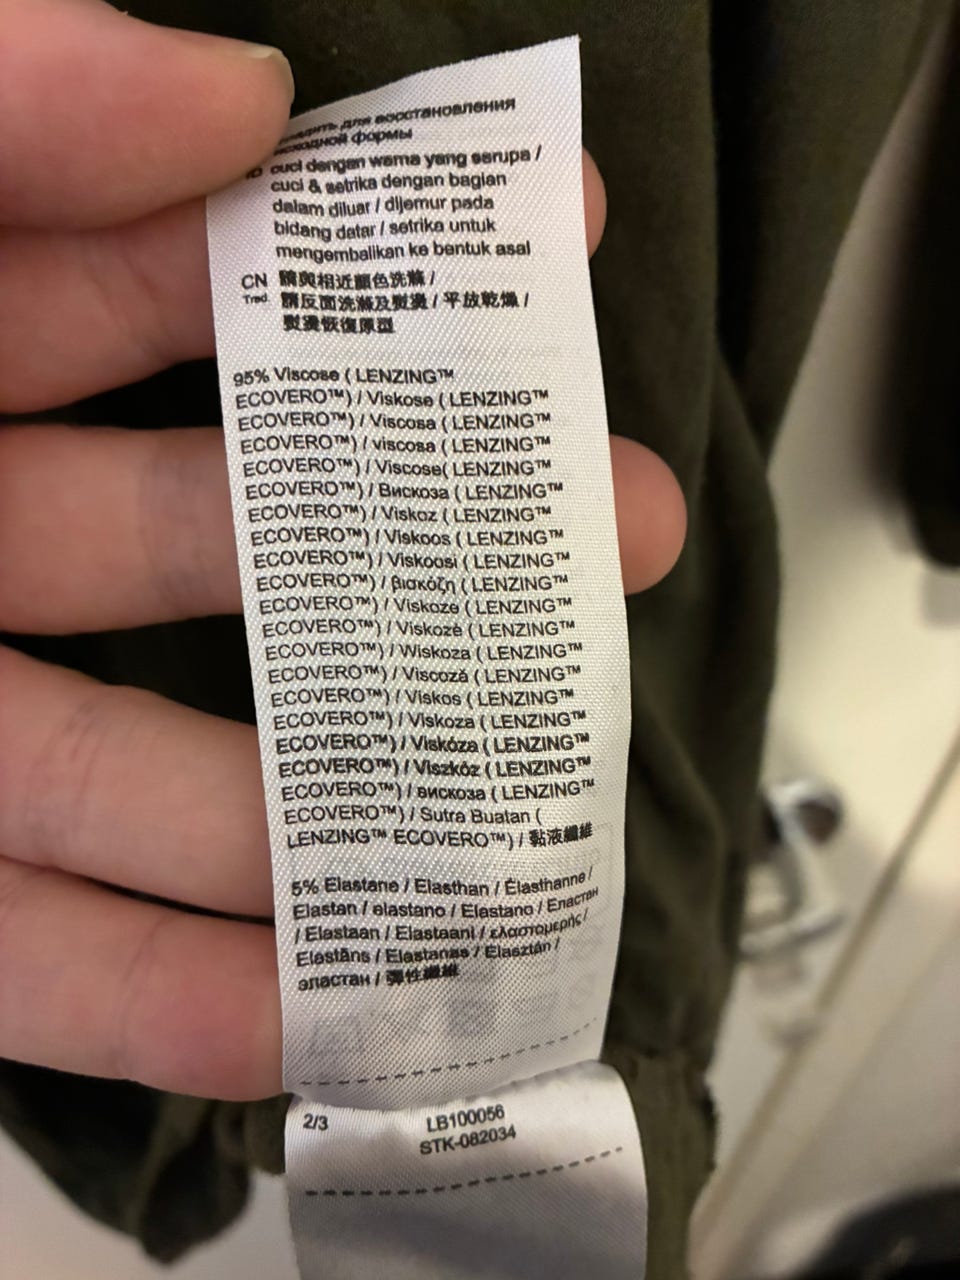 для восстановления
исходной формы
ID cuci dengan warna yang serupa /
cuci & setrika dengan bagian
dalam diluar / dijemur pada
bidang datar / setrika untuk
mengembalikan ke bentuk asal
CN 請與相近顏色洗滌 /
Trad. 請反面洗滌及熨燙 / 平放乾燥 /
熨燙恢復原型
95% Viscose ( LENZING™
ECOVERO™) / Viskose ( LENZING™
ECOVERO™) / Viscosa ( LENZING™
ECOVERO™) / viscosa ( LENZING™
ECOVERO™) / Viscose( LENZING™
ECOVERO™) / Вискоза ( LENZING™
ECOVERO™) / Viskoz ( LENZING™
ECOVERO™) / Viskoos ( LENZING™
ECOVERO™) / Viskoosi ( LENZING™
ECOVERO™) / βισκόζη ( LENZING™
ECOVERO™) / Viskoze ( LENZING™
ECOVERO™) / Viskozė ( LENZING™
ECOVERO™) / Wiskoza ( LENZING™
ECOVERO™) / Viscoză ( LENZING™
ECOVERO™) / Viskos ( LENZING™
ECOVERO™) / Viskoza ( LENZING™
ECOVERO™) / Viskóza ( LENZING™
ECOVERO™) / Viszkóz ( LENZING™
ECOVERO™) / вискоза ( LENZING™
ECOVERO™) / Sutra Buatan (
LENZING™ ECOVERO™) / 黏液纖維
5% Elastane / Elasthan / Élasthanne /
Elastan / elastano / Elastano / Еластан
/ Elastaan / Elastaani / ελαστομερής /
Elastāns / Elastanas / Elasztán /
эластан / 彈性纖維
2/3
LB100056
STK-082034